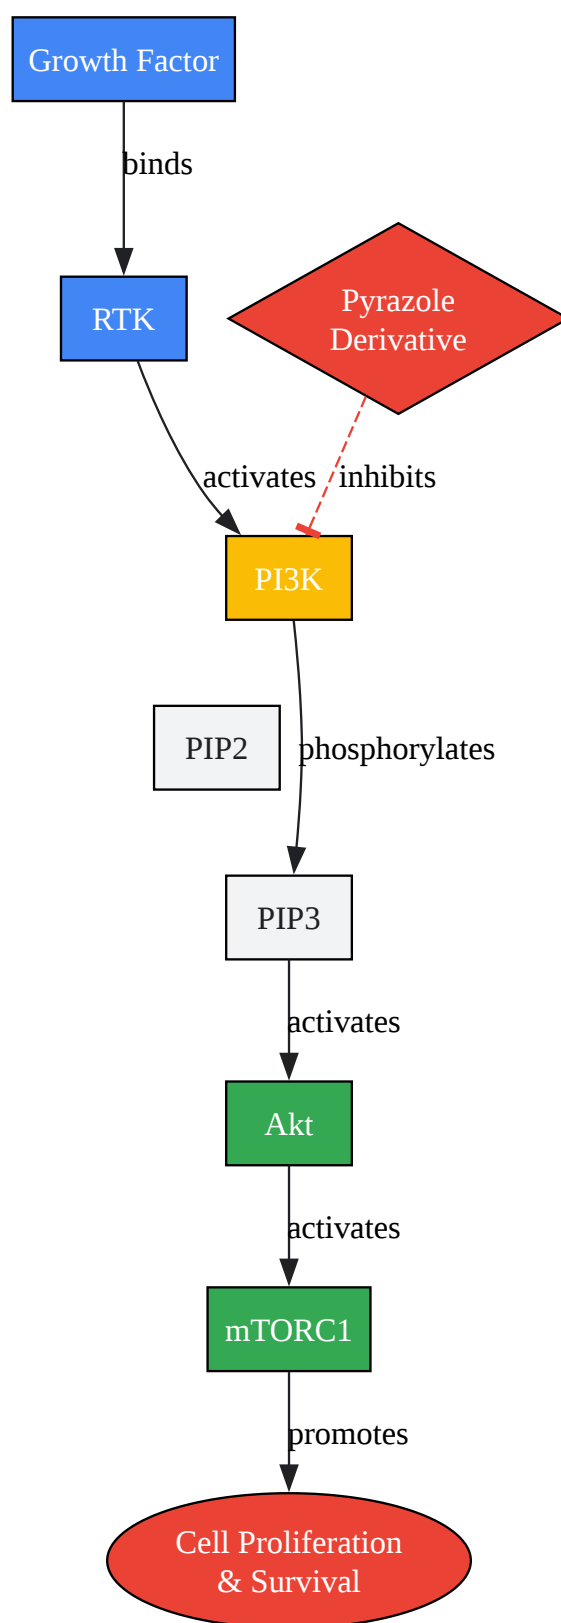 Growth Factor
binds
RTK
Pyrazole
Derivative
activates
inhibits
PI3K
PIP2
phosphorylates
PIP3
activates
Akt
activates
mTORC1
promotes
Cell Proliferation
& Survival